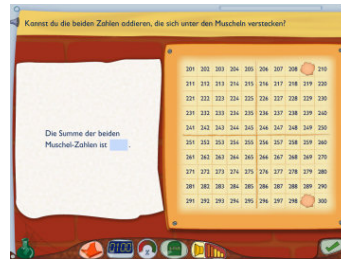 Kannst du die beiden Zahlen addieren, die sich unter den Muscheln verstecken?
201 202 203 204 205 206 207 208 210
211 212 213 214 215 216 217 218 219 220
221 222 223 224 225 226 227 228 229 230
231 232 233 234 235 236 237 238 239 240
241 242 243 244 245 246 247 248 249 250
251 252 253 254 255 256 257 258 259 260
261 262 263 264 265 266 267 268 269 270
271 272 273 274 275 276 277 278 279 280
281 282 283 284 285 286 287 288 289 290
291 292 293 294 295 296 297 298 300
Die Summe der beiden
Muschel-Zahlen ist .
0100